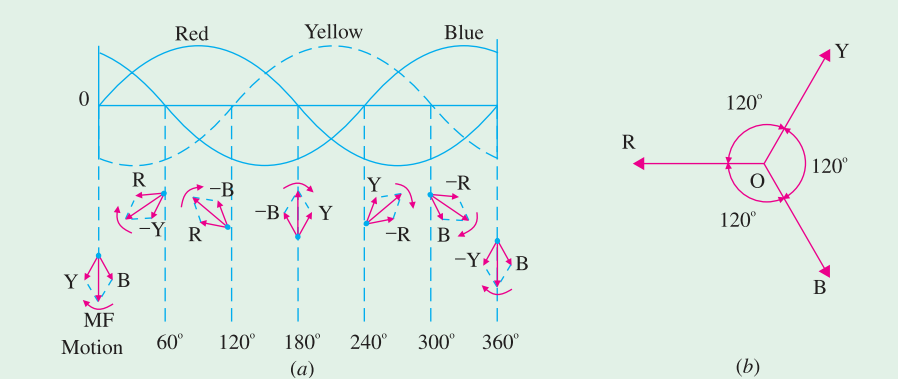 Red Yellow Blue
0
R –Y
–B R
–B Y
Y –R
–R B
Y B
–Y B
MF
Motion 60° 120° 180° 240° 300° 360°
(a)
Y
120°
R
O
120°
120°
B
(b)